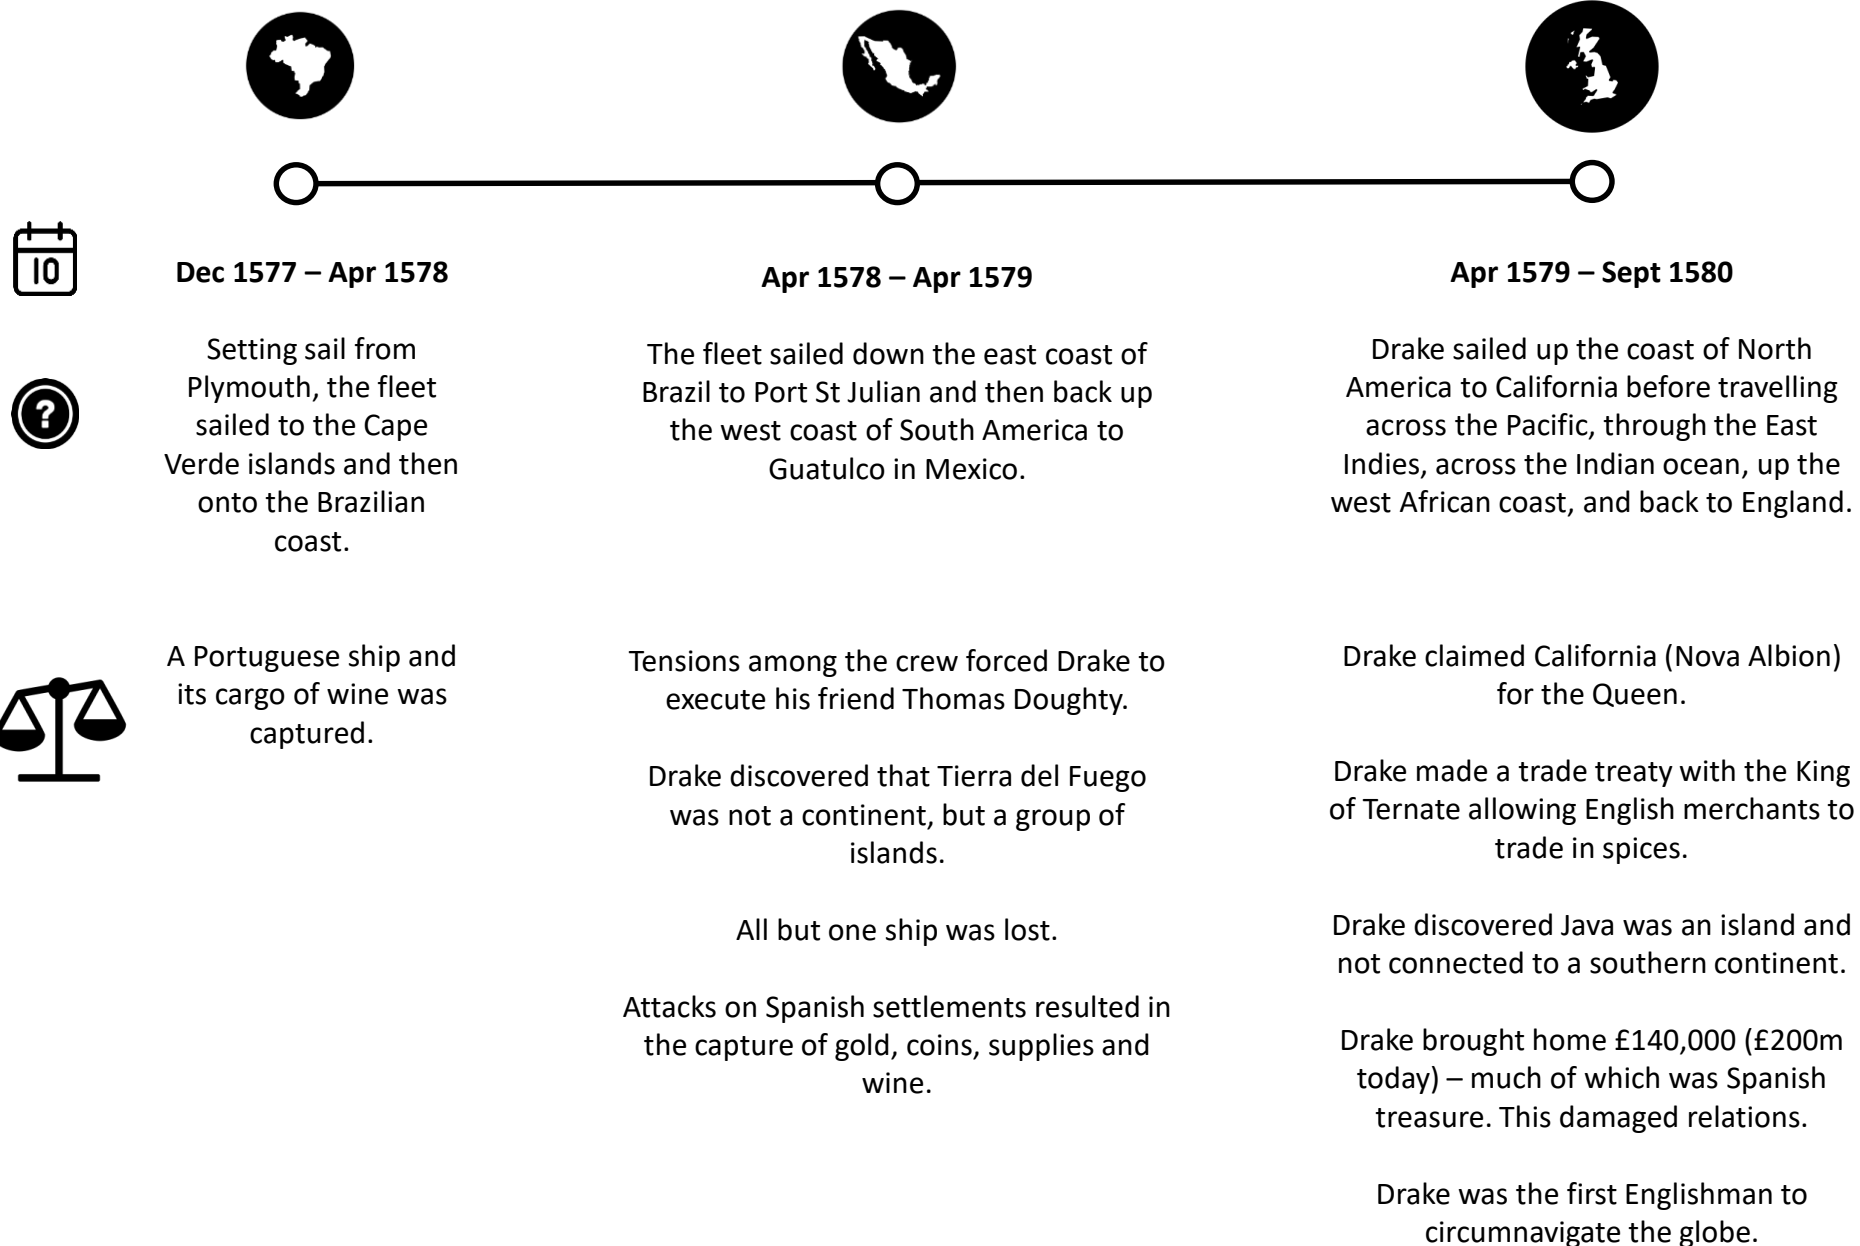 10
Dec 1577 – Apr 1578
Apr 1578 – Apr 1579
Apr 1579 – Sept 1580
?
Setting sail from
Plymouth, the fleet
sailed to the Cape
Verde islands and then
onto the Brazilian
coast.
The fleet sailed down the east coast of
Brazil to Port St Julian and then back up
the west coast of South America to
Guatulco in Mexico.
Drake sailed up the coast of North
America to California before travelling
across the Pacific, through the East
Indies, across the Indian ocean, up the
west African coast, and back to England.
A Portuguese ship and
its cargo of wine was
captured.
Tensions among the crew forced Drake to
execute his friend Thomas Doughty.
Drake discovered that Tierra del Fuego
was not a continent, but a group of
islands.
All but one ship was lost.
Attacks on Spanish settlements resulted in
the capture of gold, coins, supplies and
wine.
Drake claimed California (Nova Albion)
for the Queen.
Drake made a trade treaty with the King
of Ternate allowing English merchants to
trade in spices.
Drake discovered Java was an island and
not connected to a southern continent.
Drake brought home £140,000 (£200m
today) – much of which was Spanish
treasure. This damaged relations.
Drake was the first Englishman to
circumnavigate the globe.